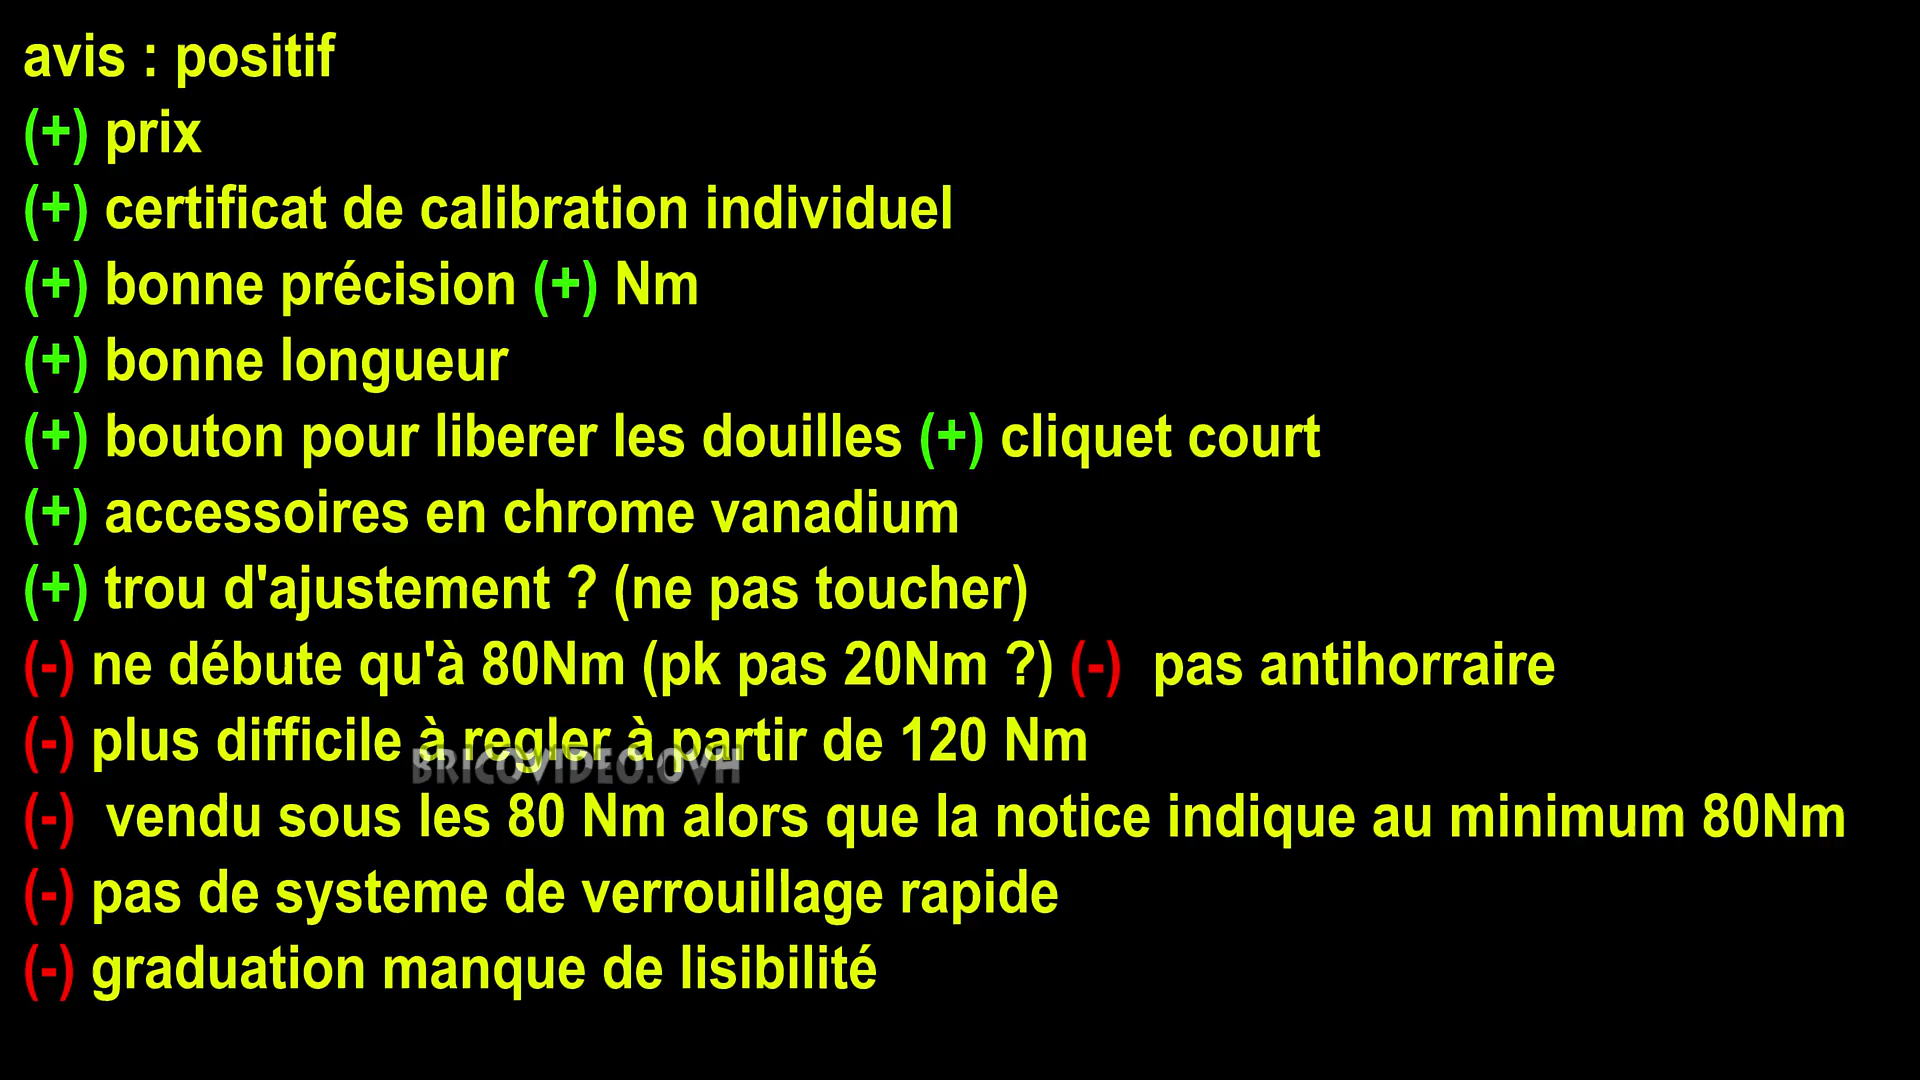 avis : positif
(+) prix
(+) certificat de calibration individuel
(+) bonne précision (+) Nm
(+) bonne longueur
(+) bouton pour liberer les douilles (+) cliquet court
(+) accessoires en chrome vanadium
(+) trou d'ajustement ? (ne pas toucher)
(-) ne débute qu'à 80Nm (pk pas 20Nm ?) (-)  pas antihorraire
(-) plus difficile à regler à partir de 120 Nm
BRICOVIDEO.OVH
(-)  vendu sous les 80 Nm alors que la notice indique au minimum 80Nm
(-) pas de systeme de verrouillage rapide
(-) graduation manque de lisibilité